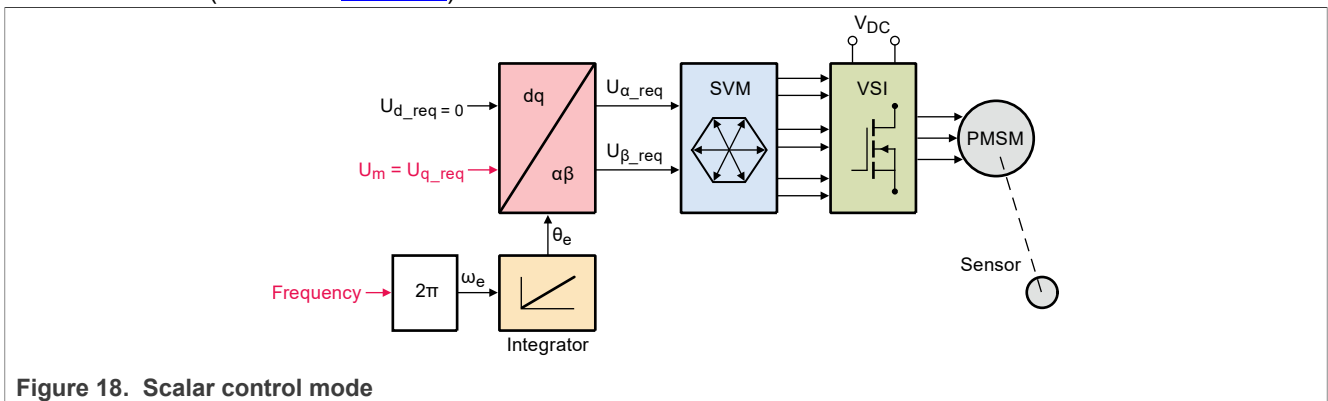 V_DC
dq
U_α_req
SVM
VSI
U_d_req = 0
PMSM
U_m = U_q_req
U_β_req
αβ
θ_e
Sensor
Frequency
2π
ω_e
Integrator
Figure 18. Scalar control mode